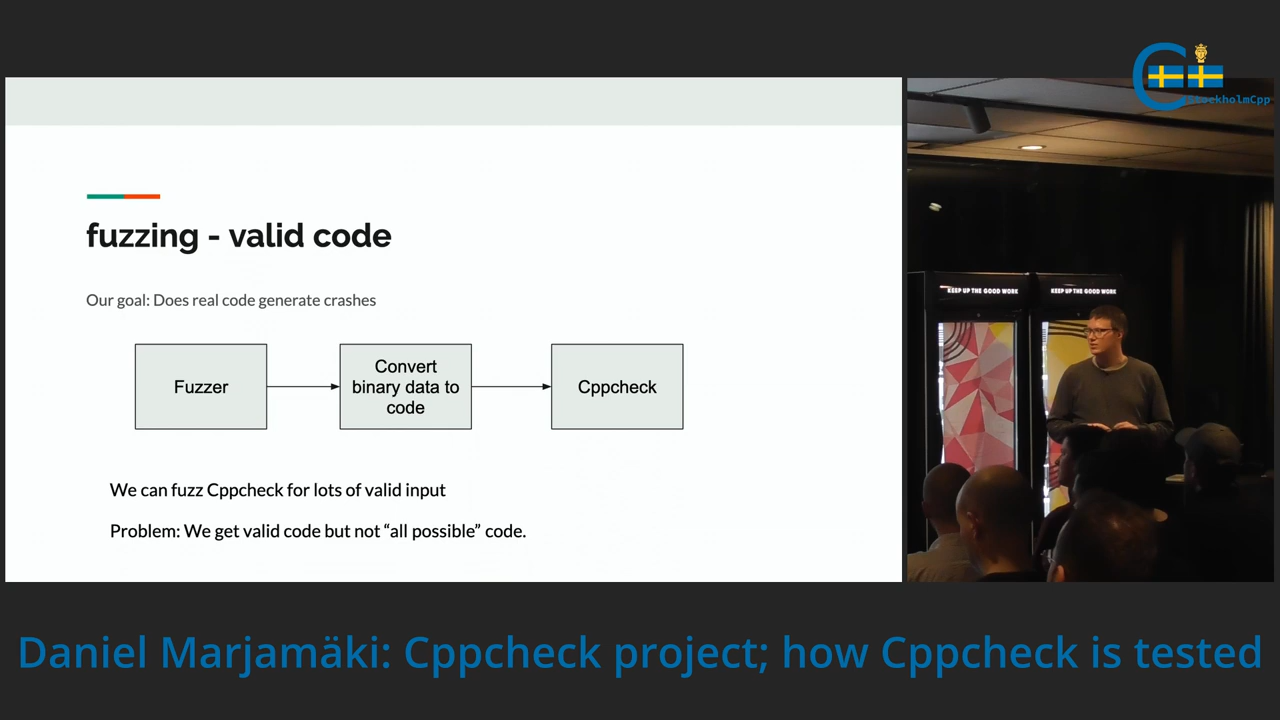 StockholmCpp
fuzzing - valid code
Our goal: Does real code generate crashes
Fuzzer
Convert
binary data to
code
Cppcheck
We can fuzz Cppcheck for lots of valid input
Problem: We get valid code but not “all possible” code.
KEEP UP THE GOOD WORK
KEEP UP THE GOOD WORK
Daniel Marjamäki: Cppcheck project; how Cppcheck is tested